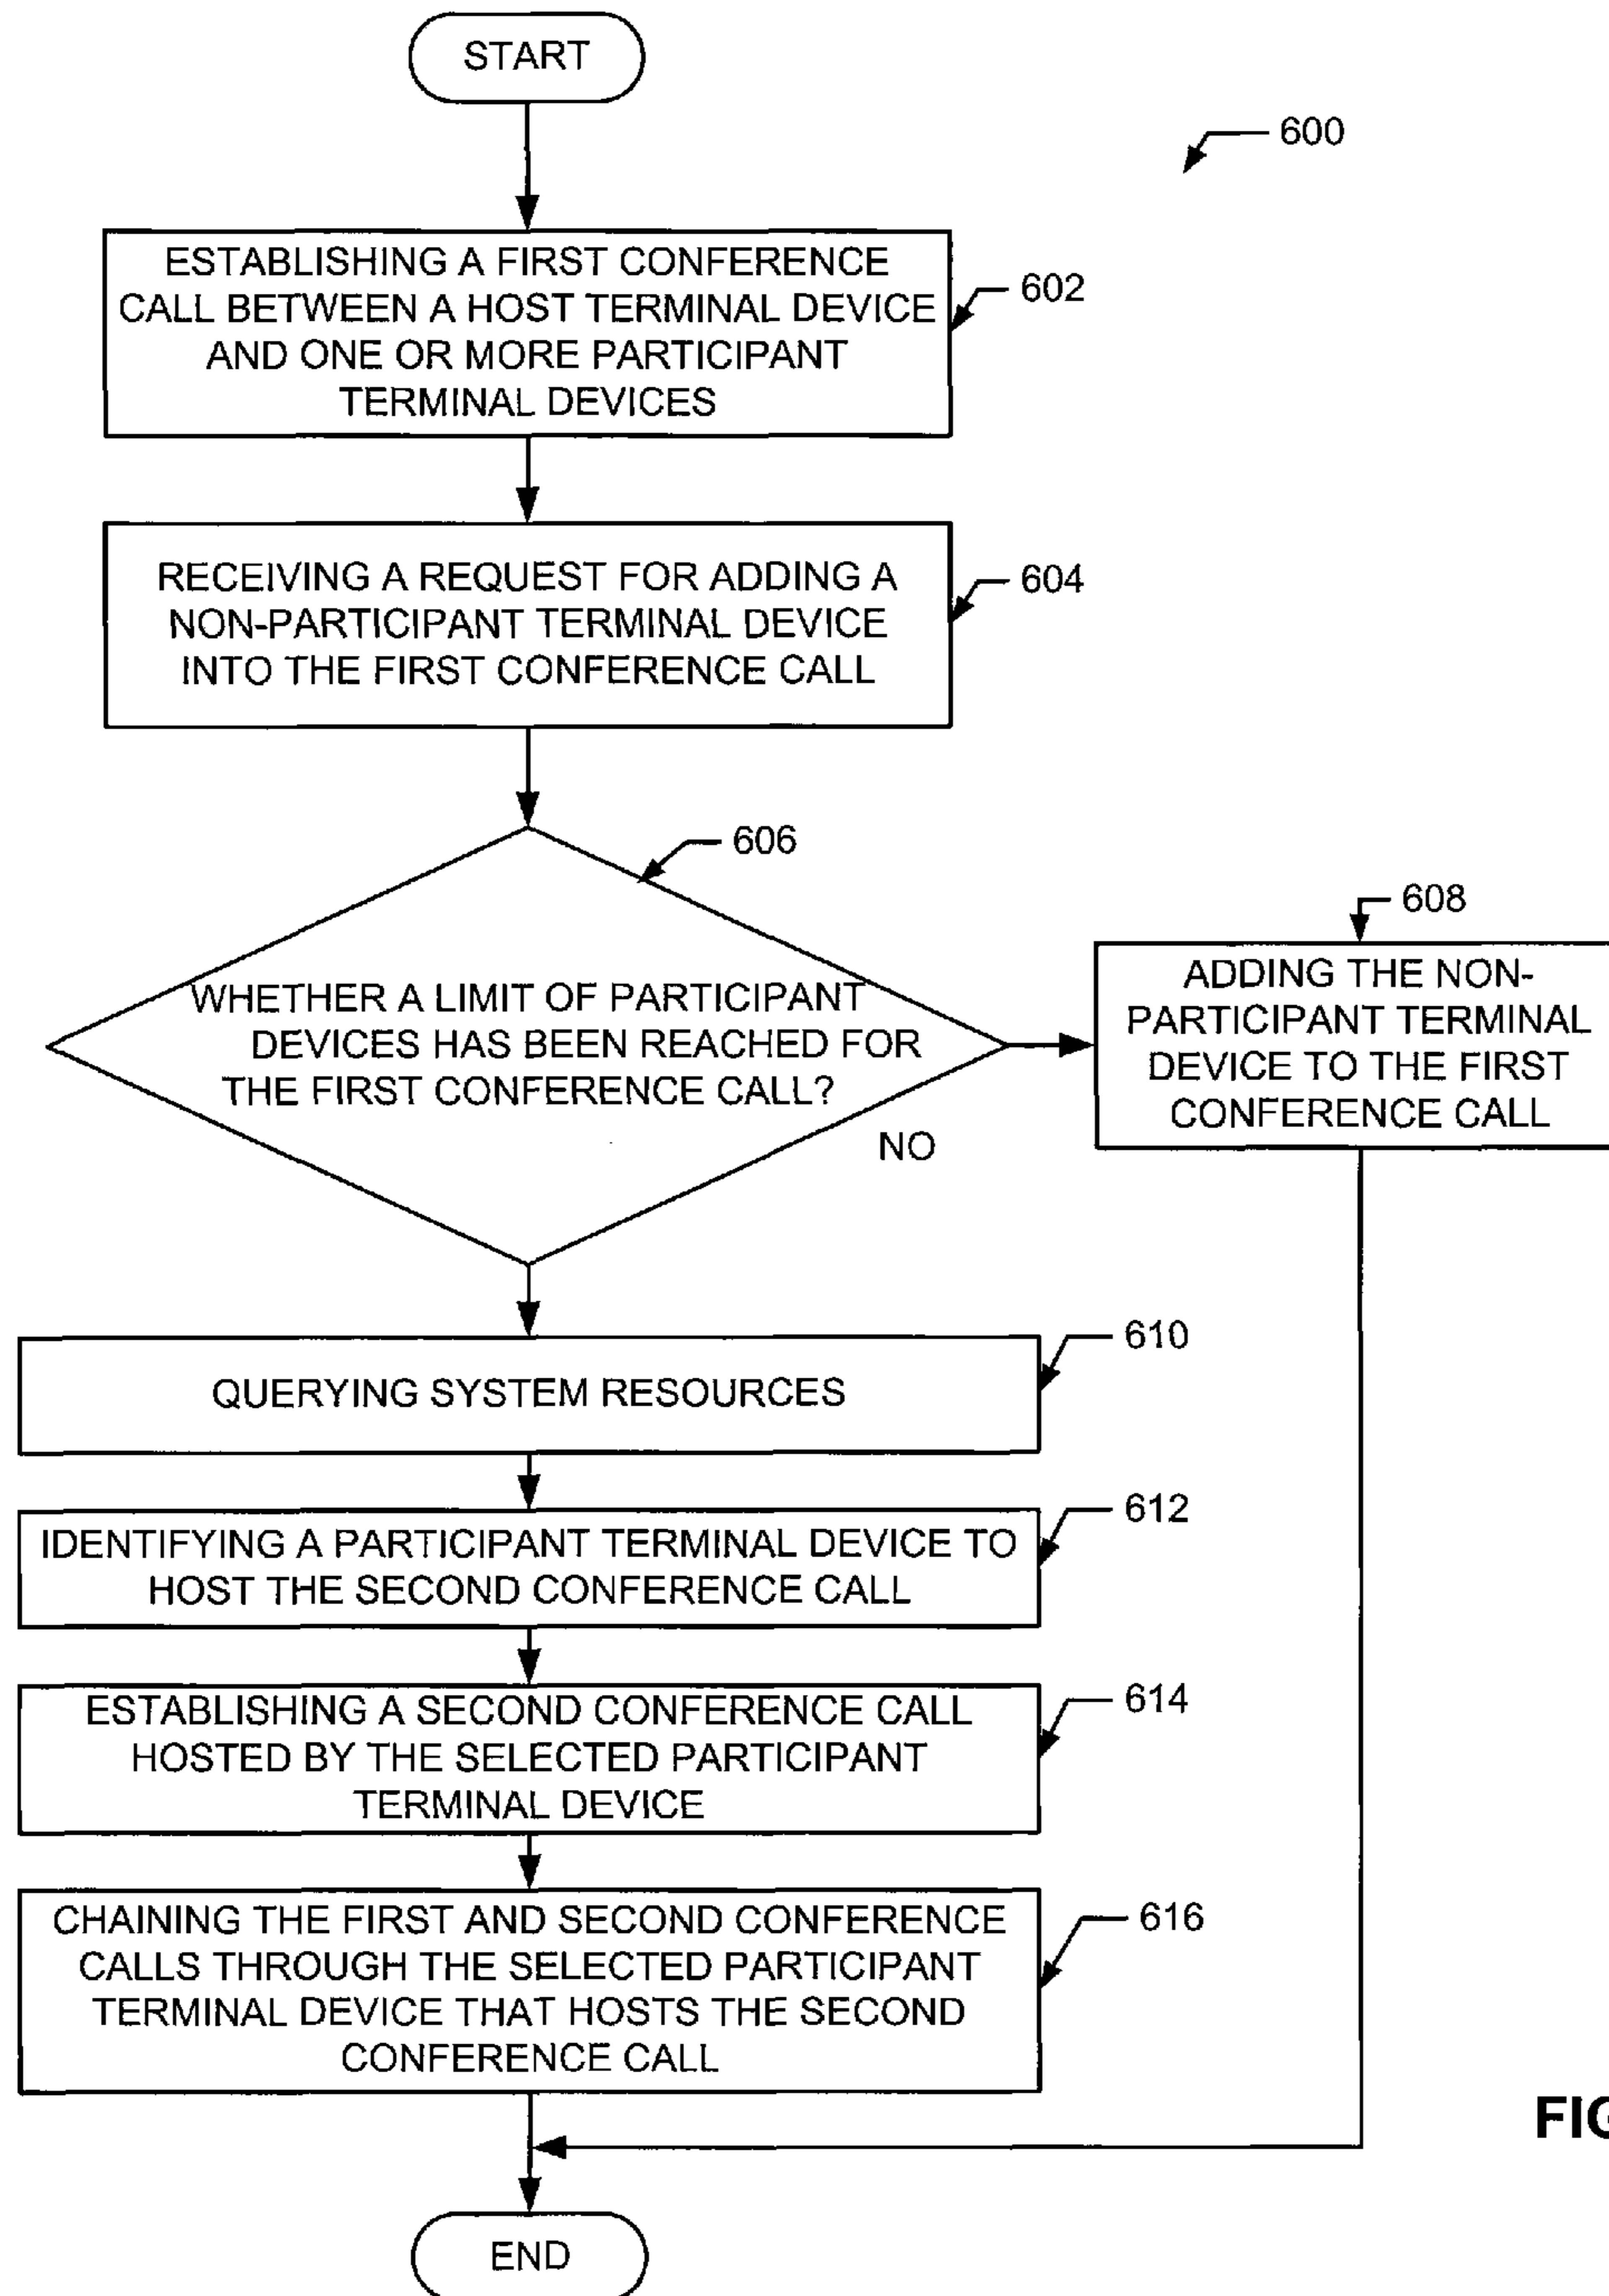 START
600
ESTABLISHING A FIRST CONFERENCE
CALL BETWEEN A HOST TERMINAL DEVICE
AND ONE OR MORE PARTICIPANT
TERMINAL DEVICES
602
RECEIVING A REQUEST FOR ADDING A
NON-PARTICIPANT TERMINAL DEVICE
INTO THE FIRST CONFERENCE CALL
604
606
WHETHER A LIMIT OF PARTICIPANT
DEVICES HAS BEEN REACHED FOR
THE FIRST CONFERENCE CALL?
NO
608
ADDING THE NON-
PARTICIPANT TERMINAL
DEVICE TO THE FIRST
CONFERENCE CALL
QUERYING SYSTEM RESOURCES
610
IDENTIFYING A PARTICIPANT TERMINAL DEVICE TO
HOST THE SECOND CONFERENCE CALL
612
ESTABLISHING A SECOND CONFERENCE CALL
HOSTED BY THE SELECTED PARTICIPANT
TERMINAL DEVICE
614
CHAINING THE FIRST AND SECOND CONFERENCE
CALLS THROUGH THE SELECTED PARTICIPANT
TERMINAL DEVICE THAT HOSTS THE SECOND
CONFERENCE CALL
616
FIG
END